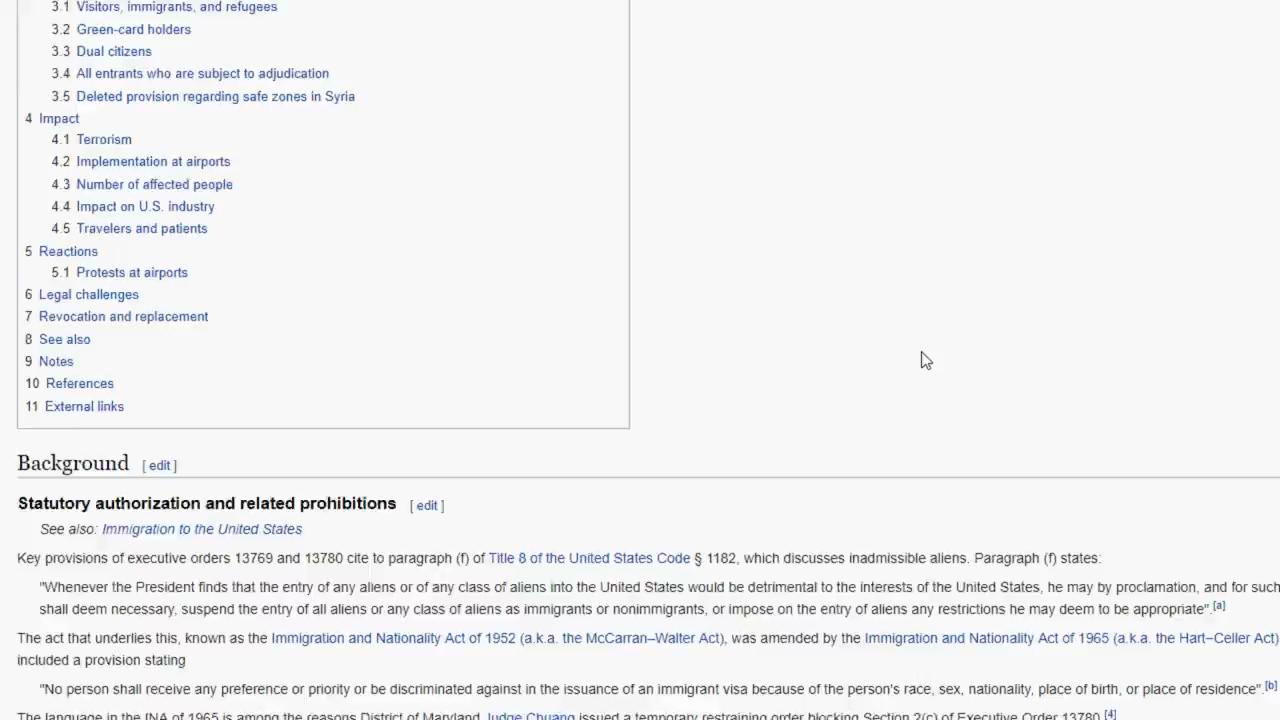 3.1 Visitors, immigrants, and refugees
3.2 Green-card holders
3.3 Dual citizens
3.4 All entrants who are subject to adjudication
3.5 Deleted provision regarding safe zones in Syria
4 Impact
4.1 Terrorism
4.2 Implementation at airports
4.3 Number of affected people
4.4 Impact on U.S. industry
4.5 Travelers and patients
5 Reactions
5.1 Protests at airports
6 Legal challenges
7 Revocation and replacement
8 See also
9 Notes
10 References
11 External links
Background [ edit ]
Statutory authorization and related prohibitions [ edit ]
See also: Immigration to the United States
Key provisions of executive orders 13769 and 13780 cite to paragraph (f) of Title 8 of the United States Code § 1182, which discusses inadmissible aliens. Paragraph (f) states:
"Whenever the President finds that the entry of any aliens or of any class of aliens into the United States would be detrimental to the interests of the United States, he may by proclamation, and for such
shall deem necessary, suspend the entry of all aliens or any class of aliens as immigrants or nonimmigrants, or impose on the entry of aliens any restrictions he may deem to be appropriate".[a]
The act that underlies this, known as the Immigration and Nationality Act of 1952 (a.k.a. the McCarran–Walter Act), was amended by the Immigration and Nationality Act of 1965 (a.k.a. the Hart–Celler Act)
included a provision stating
"No person shall receive any preference or priority or be discriminated against in the issuance of an immigrant visa because of the person's race, sex, nationality, place of birth, or place of residence".[b]
The language in the INA of 1965 is among the reasons District of Maryland Judge Chuang issued a temporary restraining order blocking Section 2(c) of Executive Order 13780.[4]